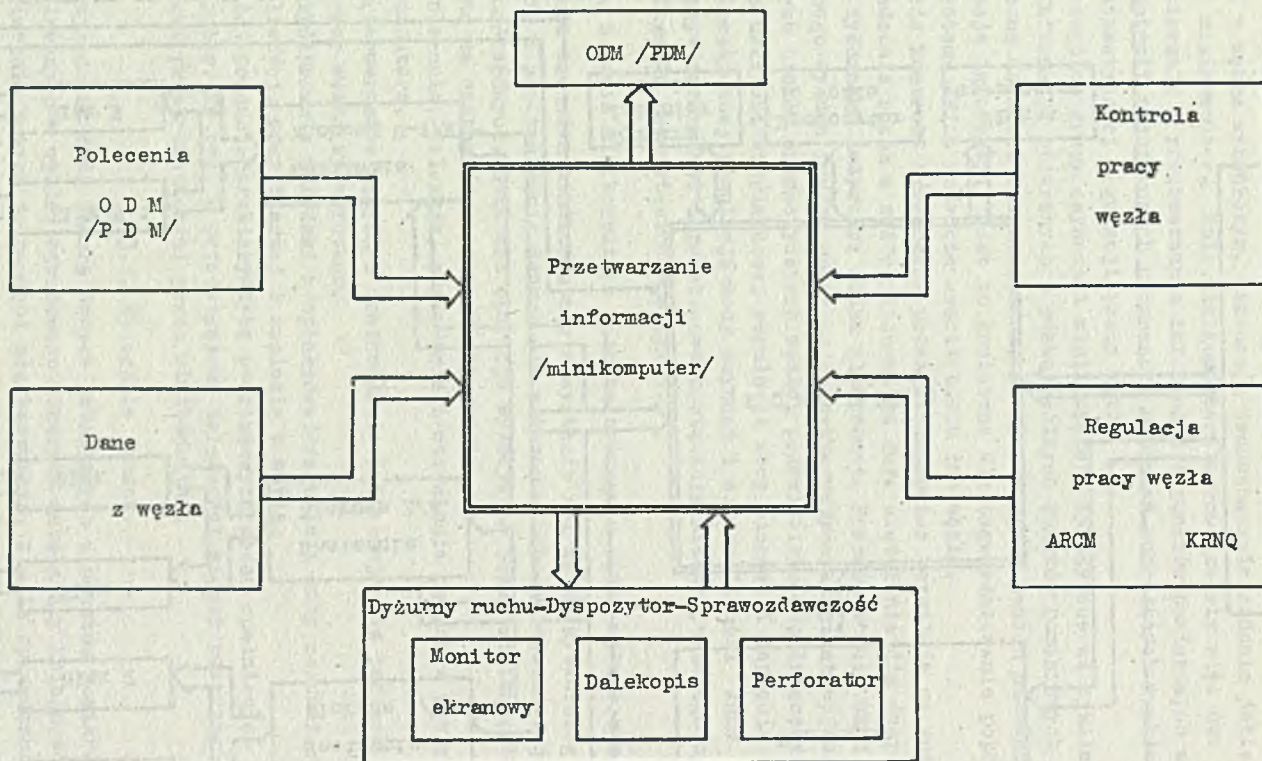 ODM /PDM/
Polecenia
O D M
/P D M/
Kontrola
pracy
węzła
Przetwarzanie
informacji
/minikomputer/
Dane
z węzła
Regulacja
pracy węzła
ARCM KRNQ
Dyżurny ruchu-Dyspozytor-Sprawozdawczość
Monitor
ekranowy
Dalekopis
Perforator